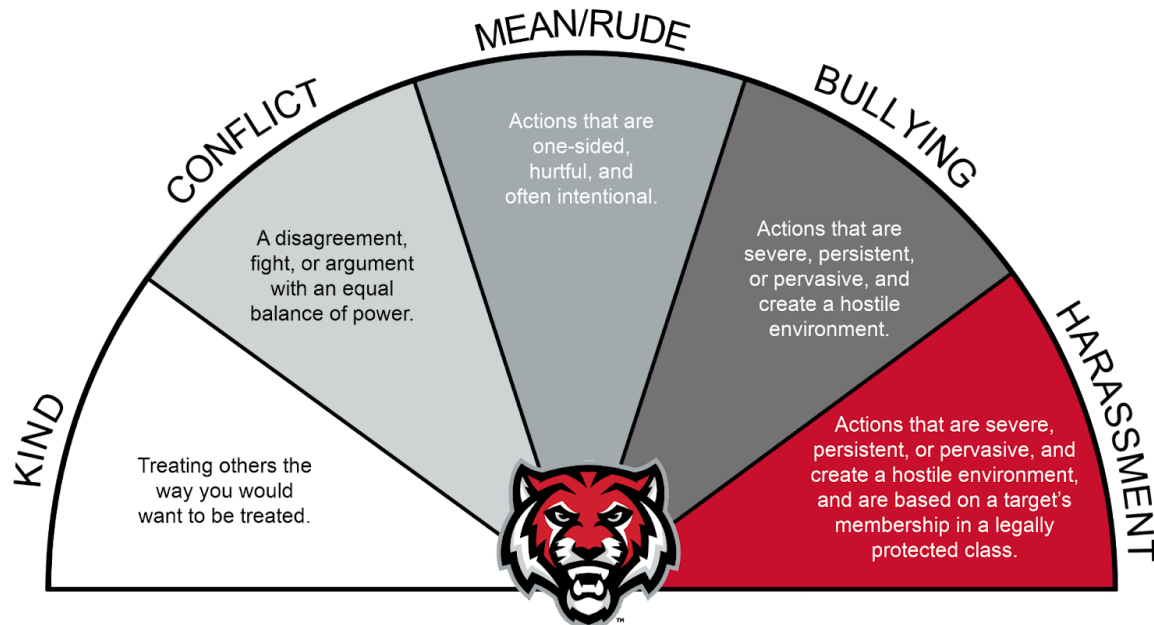 KIND
Treating others the
way you would
want to be treated.
CONFLICT
A disagreement,
fight, or argument
with an equal
balance of power.
MEAN/RUDE
Actions that are
one-sided,
hurtful, and
often intentional.
BULLYING
Actions that are
severe, persistent,
or pervasive, and
create a hostile
environment.
HARASSMENT
Actions that are severe,
persistent, or pervasive, and
create a hostile environment,
and are based on a target's
membership in a legally
protected class.
TM